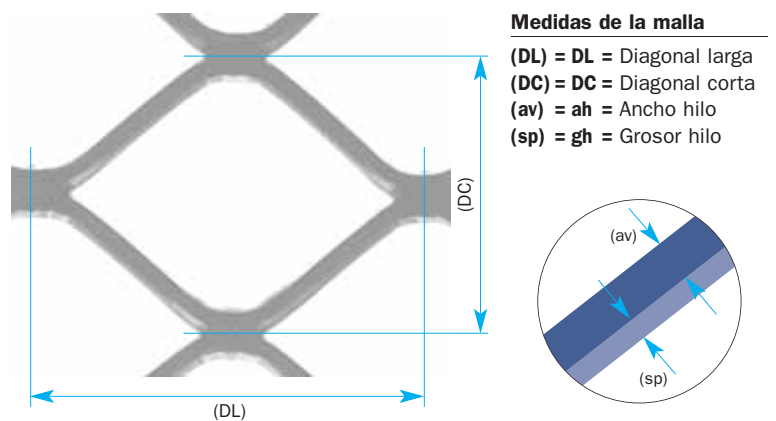 Medidas de la malla
(DL) = DL = Diagonal larga
(DC) = DC = Diagonal corta
(av) = ah = Ancho hilo
(sp) = gh = Grosor hilo
(DC)
(av)
(sp)
(DL)